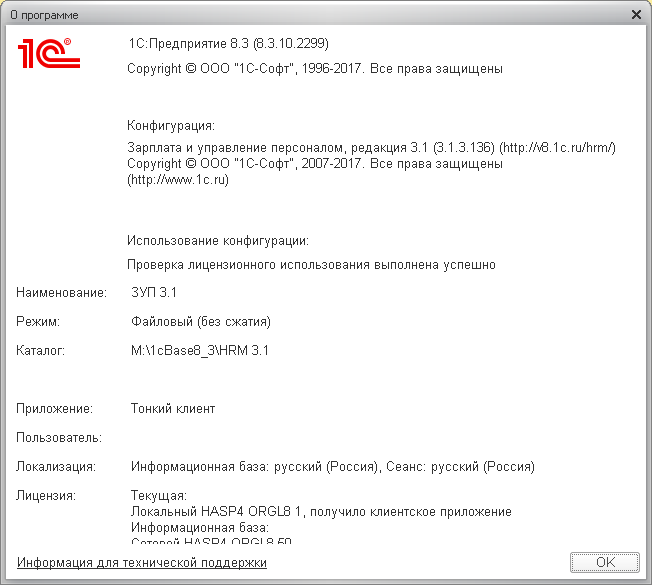 О программе
1С®
1С:Предприятие 8.3 (8.3.10.2299)
Copyright © ООО "1С-Софт", 1996-2017. Все права защищены
Конфигурация:
Зарплата и управление персоналом, редакция 3.1 (3.1.3.136) (http://v8.1c.ru/hrm/)
Copyright © ООО "1С-Софт", 2007-2017. Все права защищены
(http://www.1c.ru)
Использование конфигурации:
Проверка лицензионного использования выполнена успешно
Наименование: ЗУП 3.1
Режим: Файловый (без сжатия)
Каталог: M:\1cBase8_3\HRM 3.1
Приложение: Тонкий клиент
Пользователь:
Локализация: Информационная база: русский (Россия), Сеанс: русский (Россия)
Лицензия: Текущая:
Локальный HASP4 ORGL8 1, получило клиентское приложение
Информационная база:
Сетевой HASP4 ORGL8 50
Информация для технической поддержки
OK